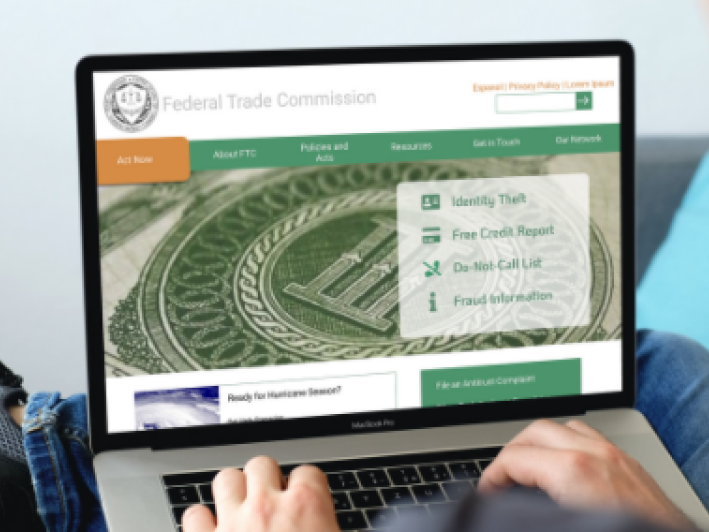 Federal Trade Commission
Espanol | Privacy Policy | Lorem Ipsum
Act Now
About FTC
Policies and
Acts
Resources
Get in Touch
Our Network
Identity Theft
Free Credit Report
Do-Not-Call List
Fraud Information
Ready for Hurricane Season?
File an Antitrust Complaint
MacBook Pro